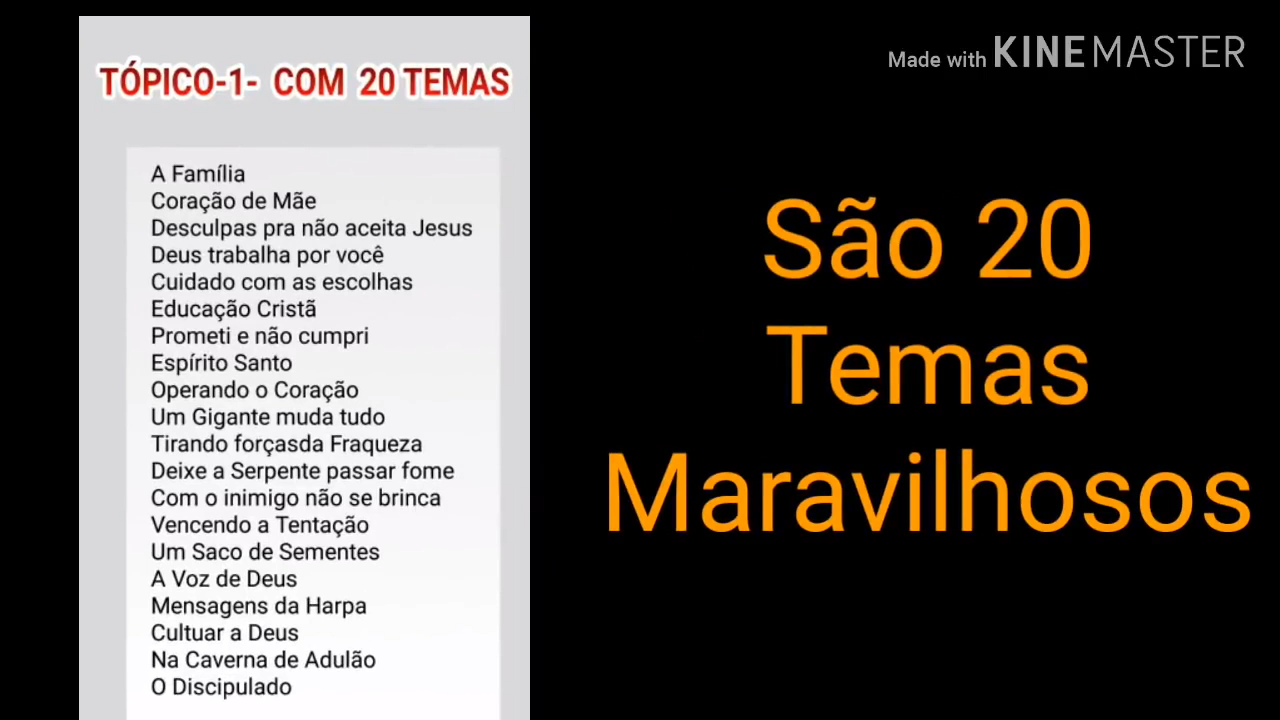 TÓPICO-1- COM 20 TEMAS
A Família
Coração de Mãe
Desculpas pra não aceita Jesus
Deus trabalha por você
Cuidado com as escolhas
Educação Cristã
Prometi e não cumpri
Espírito Santo
Operando o Coração
Um Gigante muda tudo
Tirando forçasda Fraqueza
Deixe a Serpente passar fome
Com o inimigo não se brinca
Vencendo a Tentação
Um Saco de Sementes
A Voz de Deus
Mensagens da Harpa
Cultuar a Deus
Na Caverna de Adulão
O Discipulado
Made with KINEMASTER
São 20
Temas
Maravilhosos